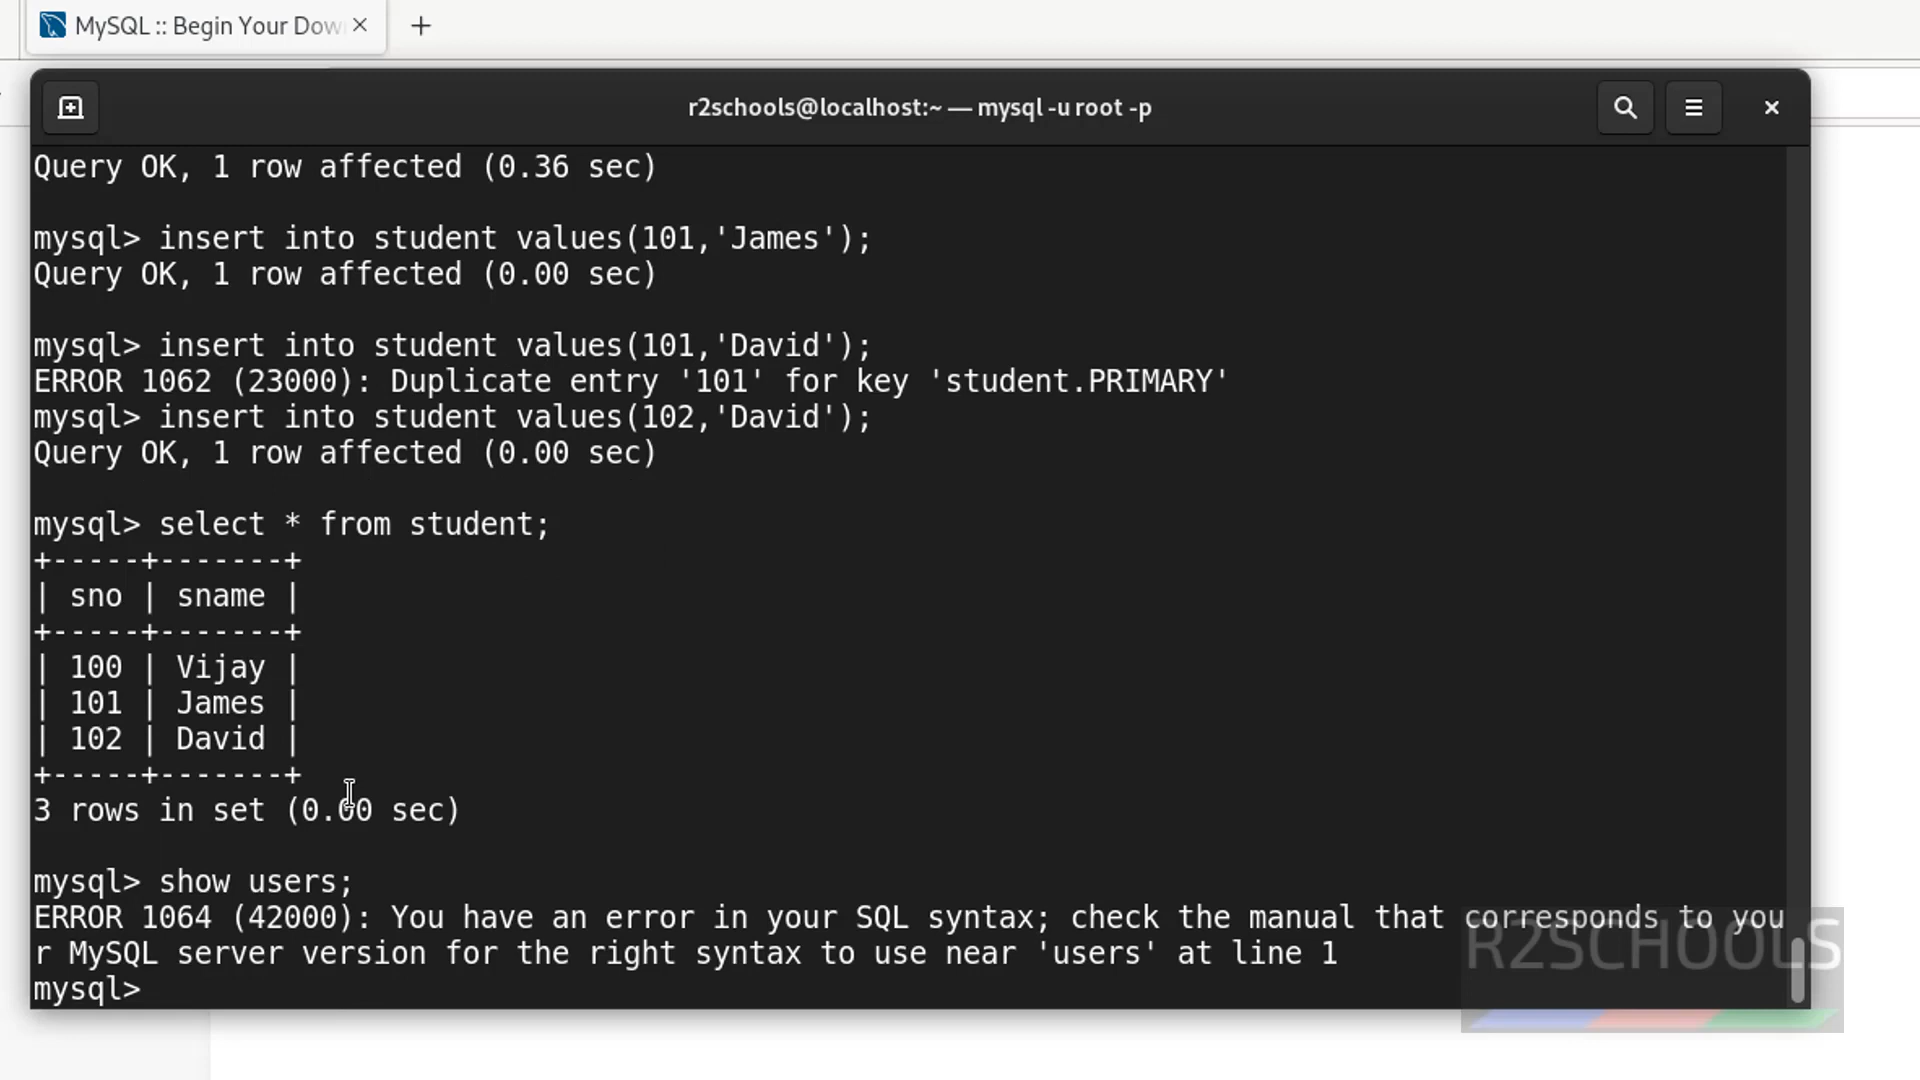 MySQL :: Begin Your Dow
r2schools@localhost:~ — mysql -u root -p
Query OK, 1 row affected (0.36 sec)
mysql> insert into student values(101,'James');
Query OK, 1 row affected (0.00 sec)
mysql> insert into student values(101,'David');
ERROR 1062 (23000): Duplicate entry '101' for key 'student.PRIMARY'
mysql> insert into student values(102,'David');
Query OK, 1 row affected (0.00 sec)
mysql> select * from student;
+-----+-------+
| sno | sname |
+-----+-------+
| 100 | Vijay |
| 101 | James |
| 102 | David |
+-----+-------+
3 rows in set (0.00 sec)
mysql> show users;
ERROR 1064 (42000): You have an error in your SQL syntax; check the manual that corresponds to you
r MySQL server version for the right syntax to use near 'users' at line 1
mysql>
R2SCHOOLS